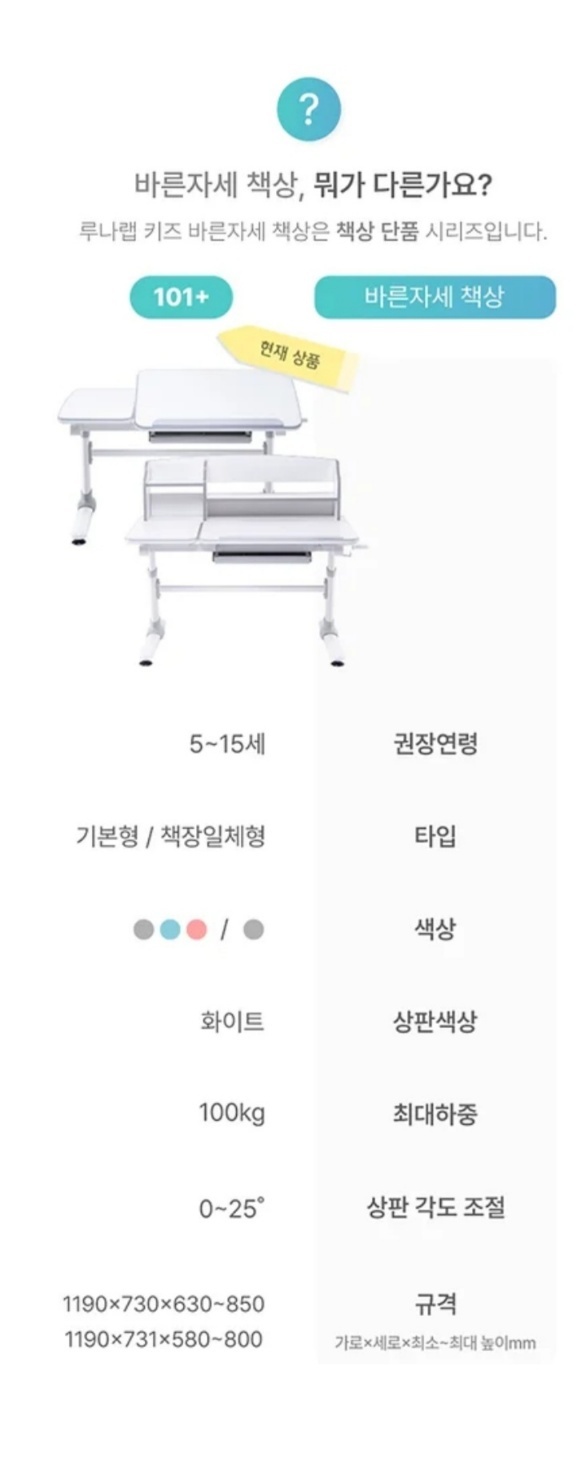 ?
바른자세 책상, 뭐가 다른가요?
루나랩 키즈 바른자세 책상은 책상 단품 시리즈입니다.
101+ 바른자세 책상
현재 상품
5~15세 권장연령
기본형 / 책장일체형 타입
/ 색상
화이트 상판색상
100kg 최대하중
0~25° 상판 각도 조절
1190×730×630~850 규격
1190×731×580~800 가로×세로×최소~최대 높이mm